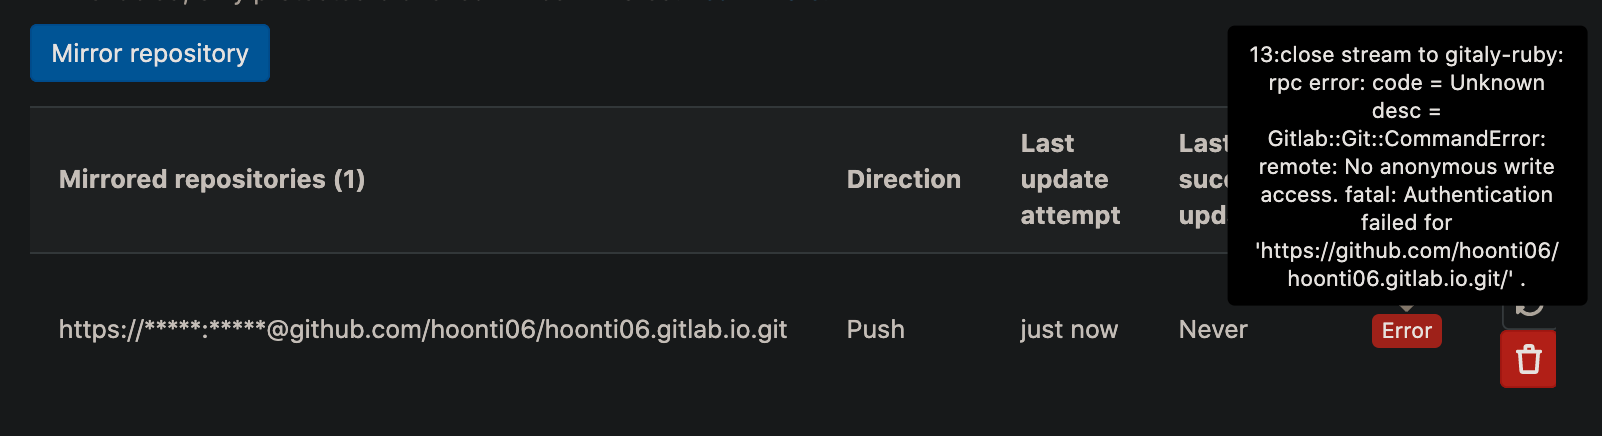 Mirror repository
13:close stream to gitaly-ruby:
rpc error: code = Unknown
desc =
Gitlab::Git::CommandError:
remote: No anonymous write
access. fatal: Authentication
failed for
'https://github.com/hoonti06/
hoonti06.gitlab.io.git/' .
Mirrored repositories (1)
Direction
Last
update
attempt
Last
succ
upd
https://*****:*****@github.com/hoonti06/hoonti06.gitlab.io.git
Push
just now
Never
Error